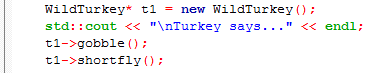 WildTurkey* t1 = new WildTurkey();
std::cout << "\nTurkey says..." << endl;
t1->gobble();
t1->shortfly();